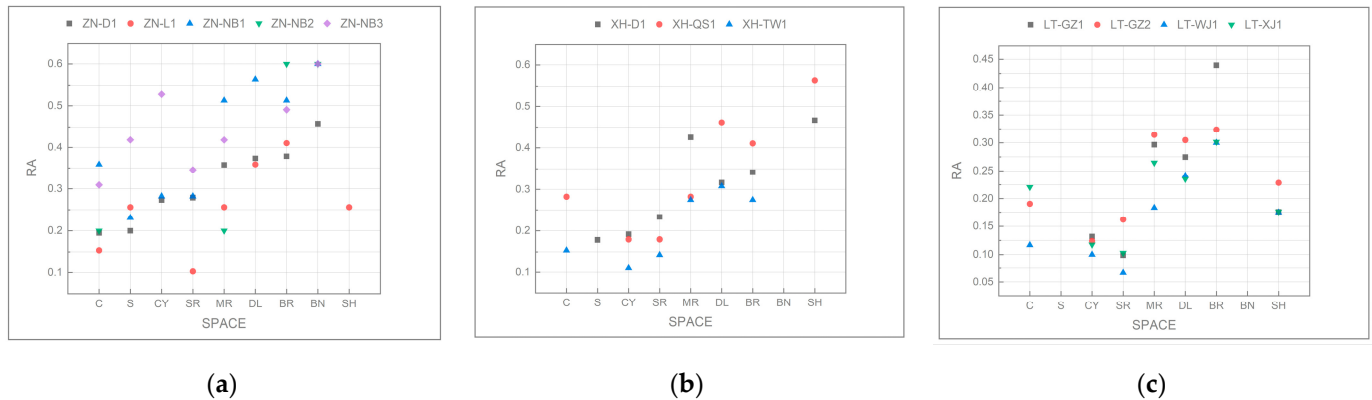 ZN-D1 ZN-L1 ZN-NB1 ZN-NB2 ZN-NB3
0.6
0.5
0.4
0.3
0.2
0.1
RA
C S CY SR MR DL BR BN SH
SPACE
(a)
XH-D1 XH-QS1 XH-TW1
0.6
0.5
0.4
0.3
0.2
0.1
RA
C S CY SR MR DL BR BN SH
SPACE
(b)
LT-GZ1 LT-GZ2 LT-WJ1 LT-XJ1
0.45
0.40
0.35
0.30
0.25
0.20
0.15
0.10
0.05
RA
C S CY SR MR DL BR BN SH
SPACE
(c)